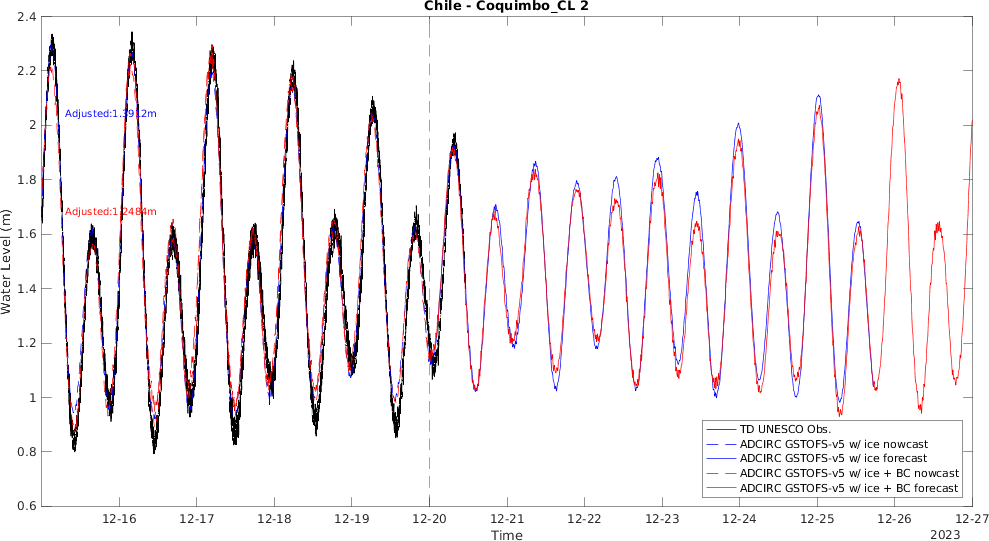 Chile - Coquimbo_CL 2
2.4
2.2
2
1.8
1.6
1.4
1.2
1
0.8
0.6
Water Level (m)
Adjusted:1.3912m
Adjusted:1.2484m
TD UNESCO Obs.
ADCIRC GSTOFS-v5 w/ ice nowcast
ADCIRC GSTOFS-v5 w/ ice forecast
ADCIRC GSTOFS-v5 w/ ice + BC nowcast
ADCIRC GSTOFS-v5 w/ ice + BC forecast
12-16 12-17 12-18 12-19 12-20 12-21 12-22 12-23 12-24 12-25 12-26 12-27
Time
2023